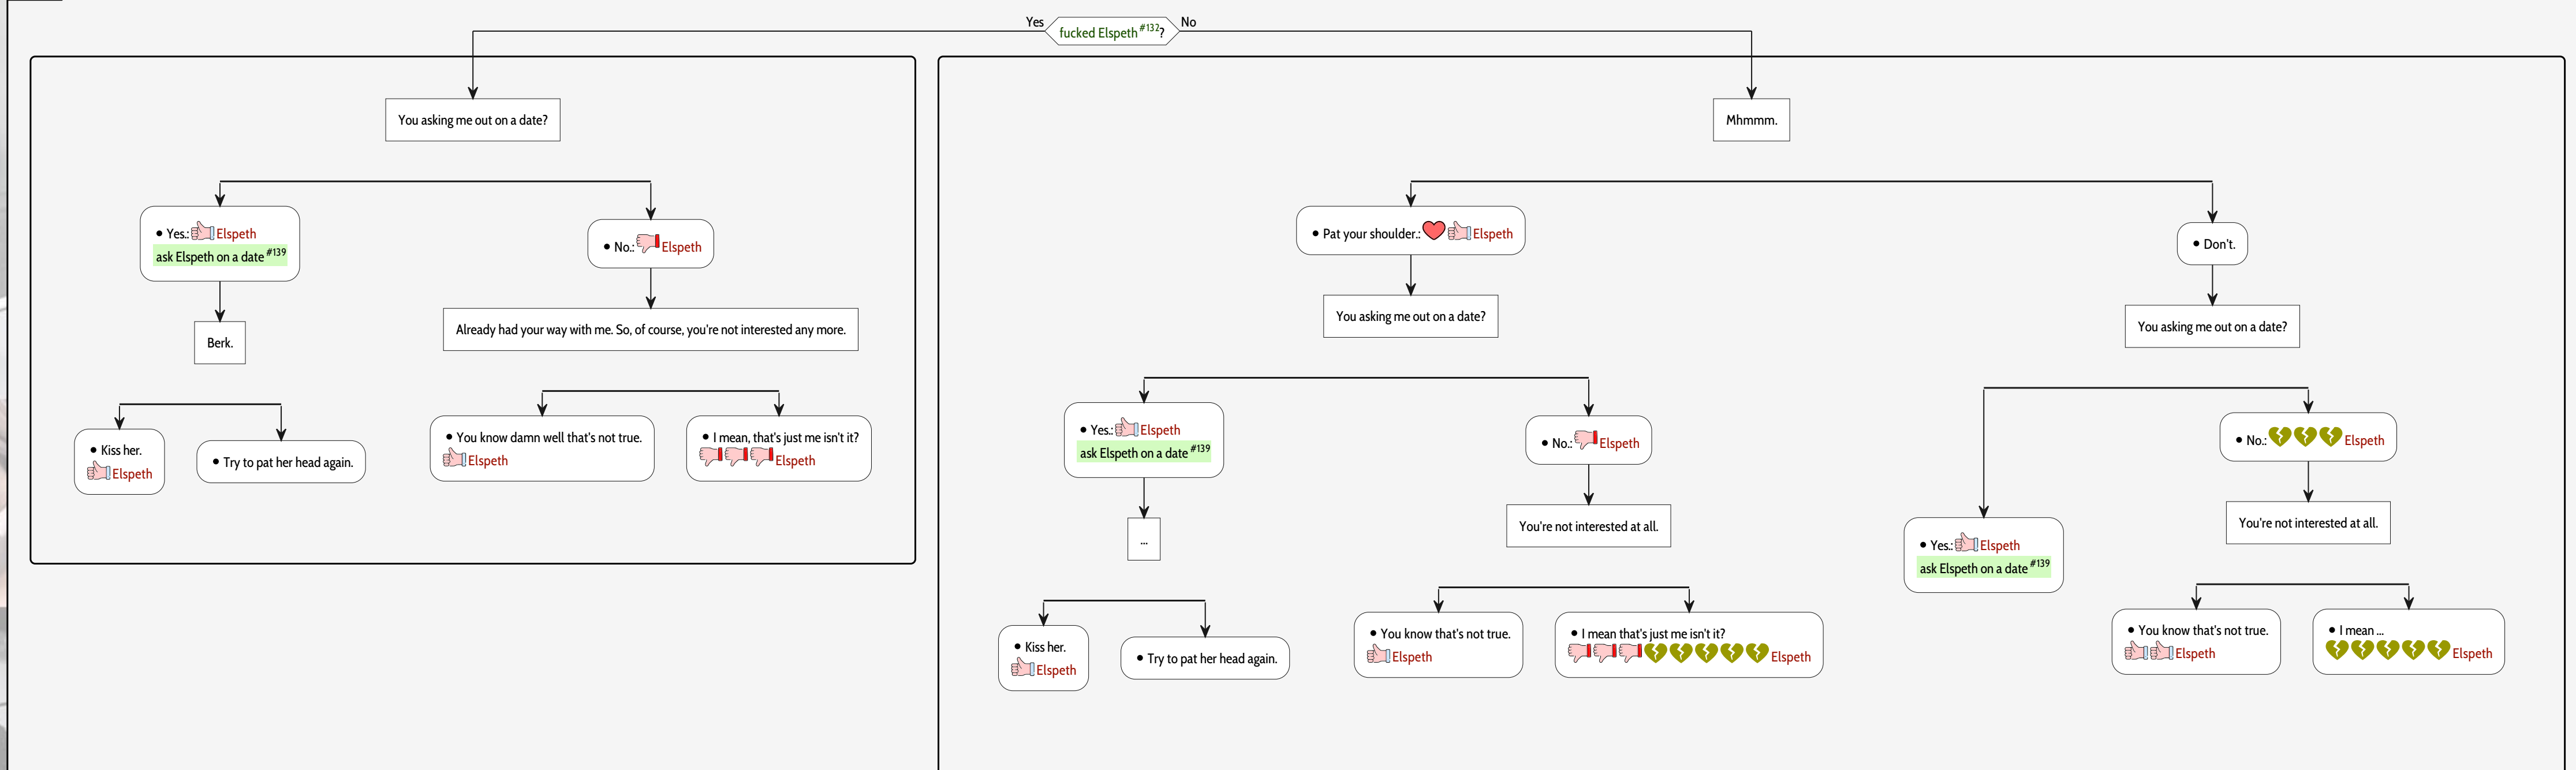 Yes
fucked Elspeth #132?
No
You asking me out on a date?
• Yes.: Elspeth
ask Elspeth on a date #139
• No.: Elspeth
Berk.
Already had your way with me. So, of course, you're not interested any more.
• Kiss her.
Elspeth
• Try to pat her head again.
• You know damn well that's not true.
Elspeth
• I mean, that's just me isn't it?
Elspeth
Mhmmm.
• Pat your shoulder.: Elspeth
• Don't.
You asking me out on a date?
You asking me out on a date?
• Yes.: Elspeth
ask Elspeth on a date #139
• No.: Elspeth
• No.: Elspeth
...
You're not interested at all.
You're not interested at all.
• Yes.: Elspeth
ask Elspeth on a date #139
• Kiss her.
Elspeth
• Try to pat her head again.
• You know that's not true.
Elspeth
• I mean that's just me isn't it?
Elspeth
• You know that's not true.
Elspeth
• I mean ...
Elspeth